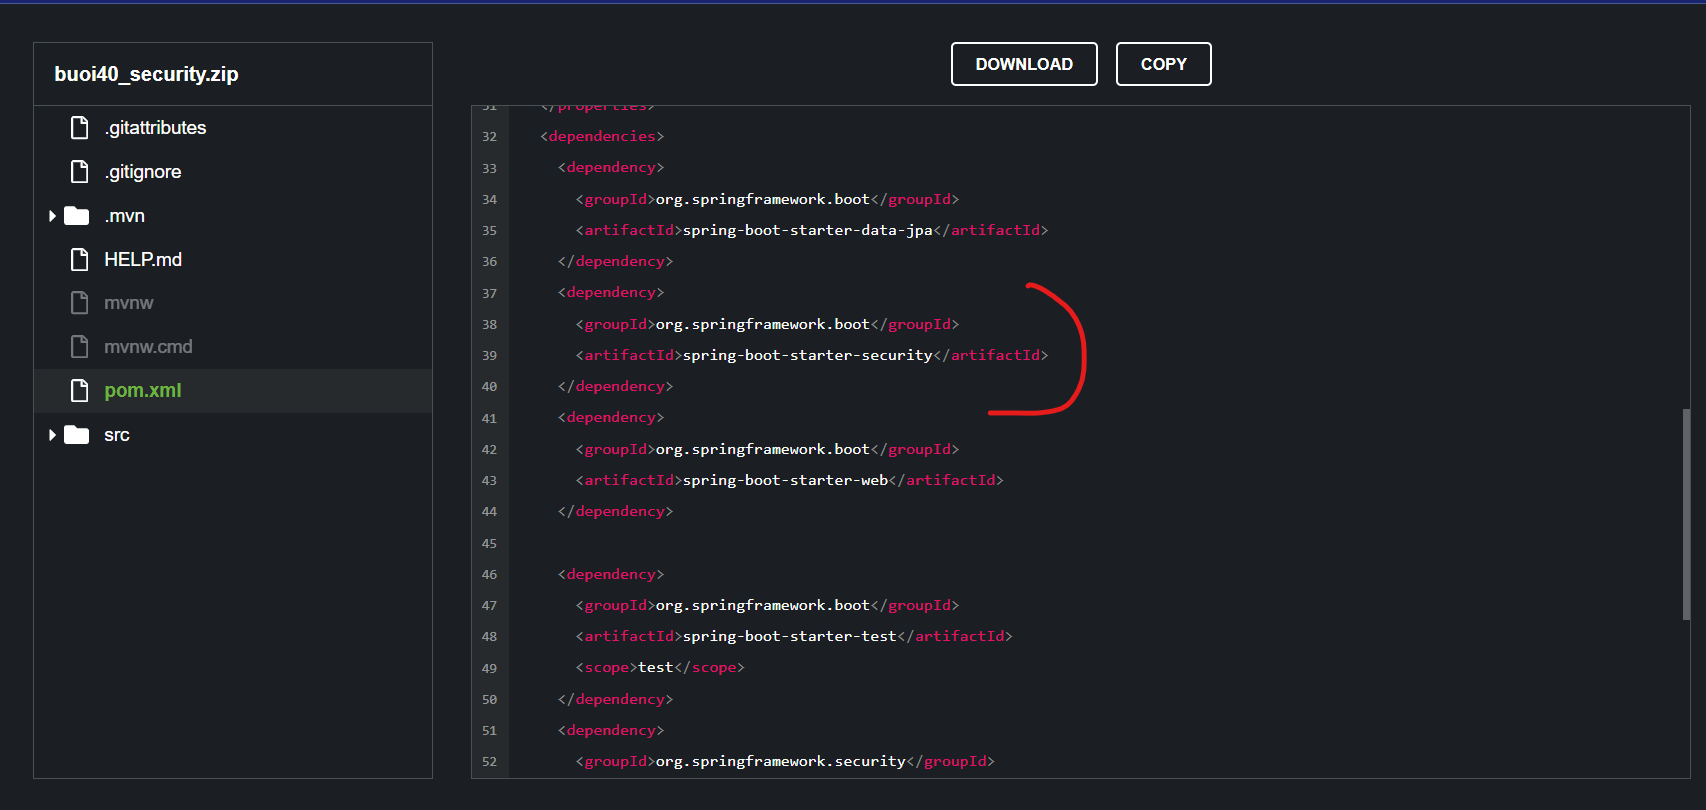 buoi40_security.zip
.gitattributes
.gitignore
.mvn
HELP.md
mvnw
mvnw.cmd
pom.xml
src
DOWNLOAD
COPY
31 </properties>
32 <dependencies>
33 <dependency>
34 <groupId>org.springframework.boot</groupId>
35 <artifactId>spring-boot-starter-data-jpa</artifactId>
36 </dependency>
37 <dependency>
38 <groupId>org.springframework.boot</groupId>
39 <artifactId>spring-boot-starter-security</artifactId>
40 </dependency>
41 <dependency>
42 <groupId>org.springframework.boot</groupId>
43 <artifactId>spring-boot-starter-web</artifactId>
44 </dependency>
45
46 <dependency>
47 <groupId>org.springframework.boot</groupId>
48 <artifactId>spring-boot-starter-test</artifactId>
49 <scope>test</scope>
50 </dependency>
51 <dependency>
52 <groupId>org.springframework.security</groupId>